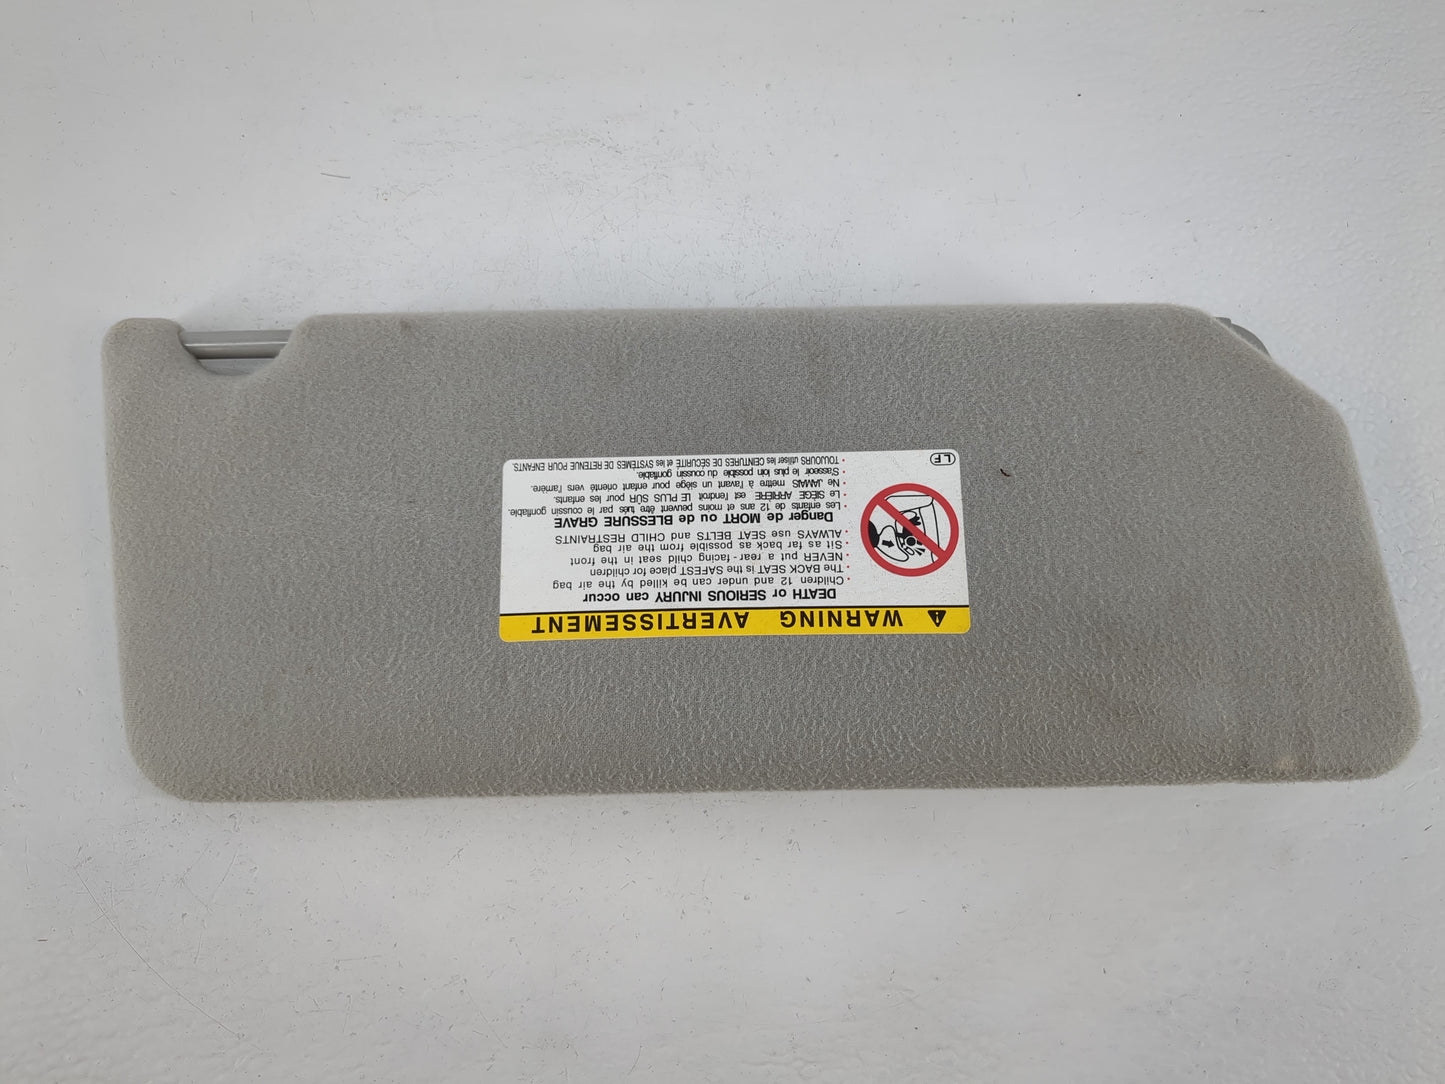 WARNING AVERTISSEMENT
DEATH or SERIOUS INJURY can occur
• Children 12 and under can be killed by the air bag
• The BACK SEAT is the SAFEST place for children
• NEVER put a rear-facing child seat in the front
• Sit as far back as possible from the air bag
• ALWAYS use SEAT BELTS and CHILD RESTRAINTS
Danger de MORT ou de BLESSURE GRAVE
• Les enfants de 12 ans et moins peuvent être tués par le coussin gonflable.
• Le SIÈGE ARRIÈRE est l'endroit LE PLUS SÛR pour les enfants.
• Ne JAMAIS mettre à l'avant un siège pour enfant orienté vers l'arrière.
• S'asseoir le plus loin possible du coussin gonflable.
• TOUJOURS utiliser les CEINTURES DE SÉCURITÉ et les SYSTÈMES DE RETENUE POUR ENFANTS.
LF